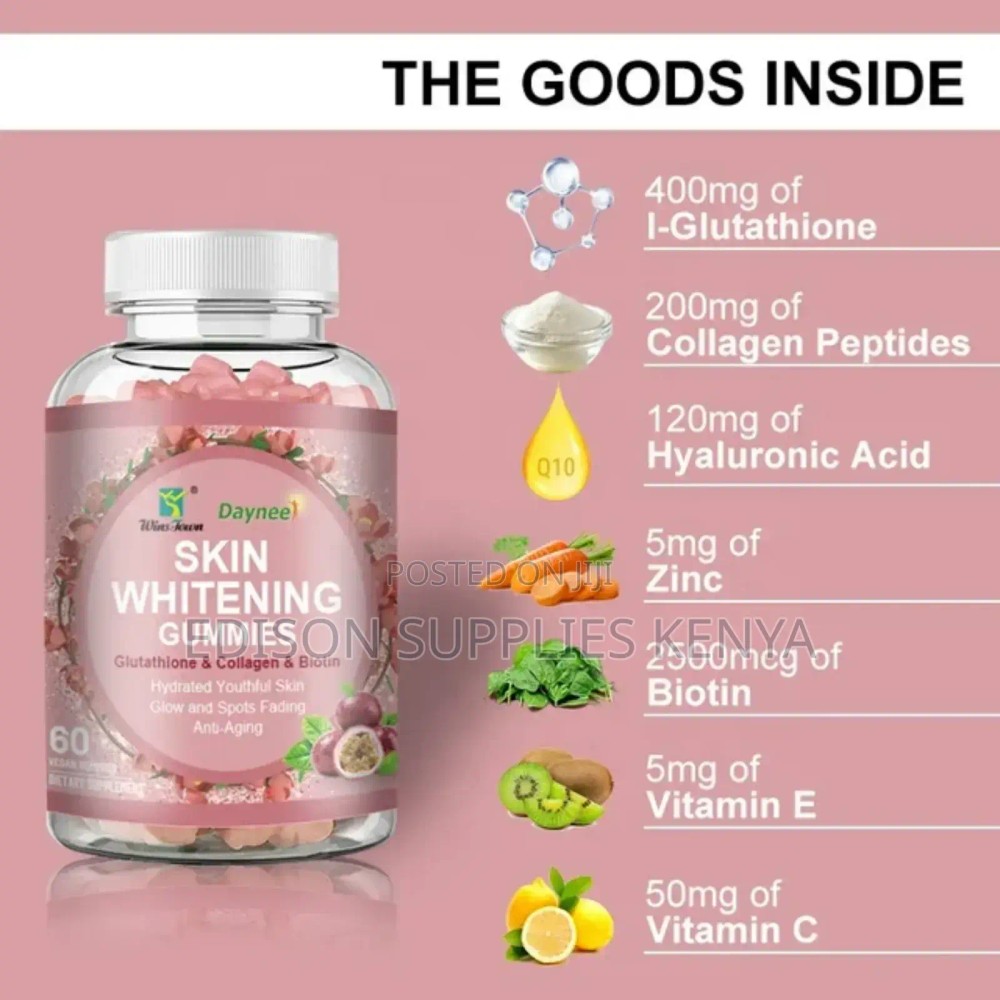 THE GOODS INSIDE
400mg of
l-Glutathione
200mg of
Collagen Peptides
120mg of
Hyaluronic Acid
Q10
5mg of
Zinc
2500mcg of
Biotin
5mg of
Vitamin E
50mg of
Vitamin C
Wins Town
®
Daynee
SKIN
WHITENING
GUMMIES
Glutathione & Collagen & Biotin
Hydrated Youthful Skin
Glow and Spots Fading
Anti-Aging
60
VEGAN
DIETARY SUPPLEMENT
POSTED ON JIJI
EDISON SUPPLIES KENYA